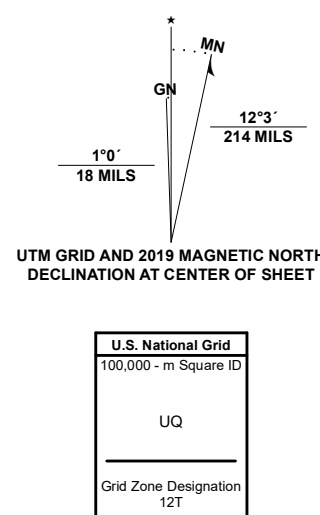 MN
GN
12°3´
214 MILS
1°0´
18 MILS
UTM GRID AND 2019 MAGNETIC NORTH
DECLINATION AT CENTER OF SHEET
U.S. National Grid
100,000 - m Square ID
UQ
Grid Zone Designation
12T